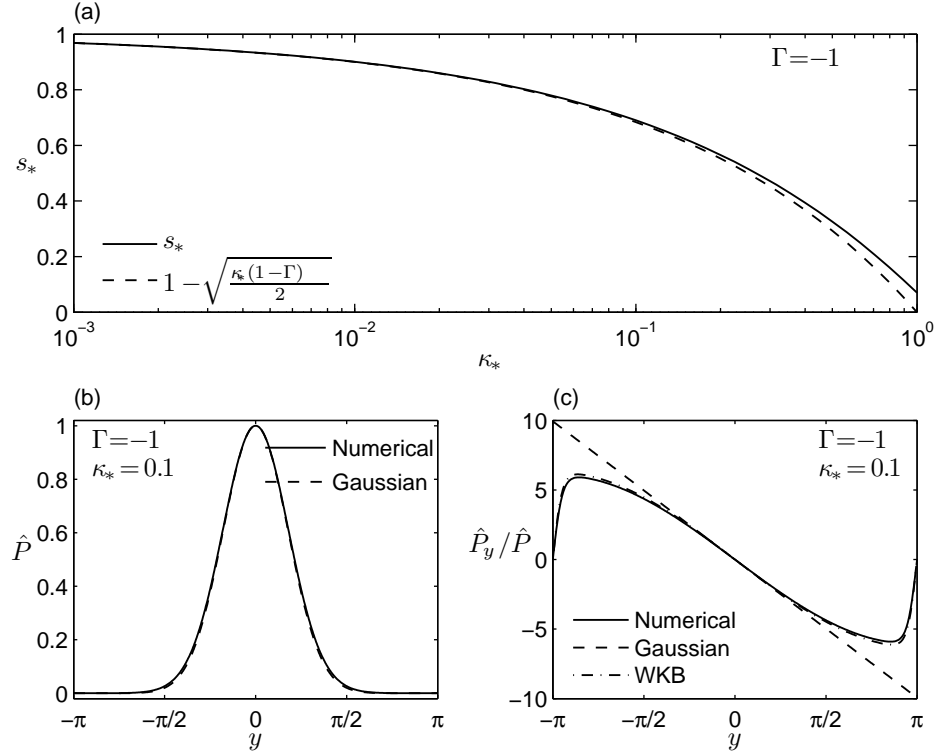 (a)
1
0.8
0.6
0.4
0.2
0
s∗
Γ=−1
s∗
1−√(κ∗(1−Γ)/2)
10⁻³
10⁻²
10⁻¹
10⁰
κ∗
(b)
1
0.8
0.6
0.4
0.2
0
P̂
Γ=−1
κ∗=0.1
Numerical
Gaussian
−π
−π/2
0
π/2
π
y
(c)
10
5
0
−5
−10
P̂y/P̂
Γ=−1
κ∗=0.1
Numerical
Gaussian
WKB
−π
−π/2
0
π/2
π
y